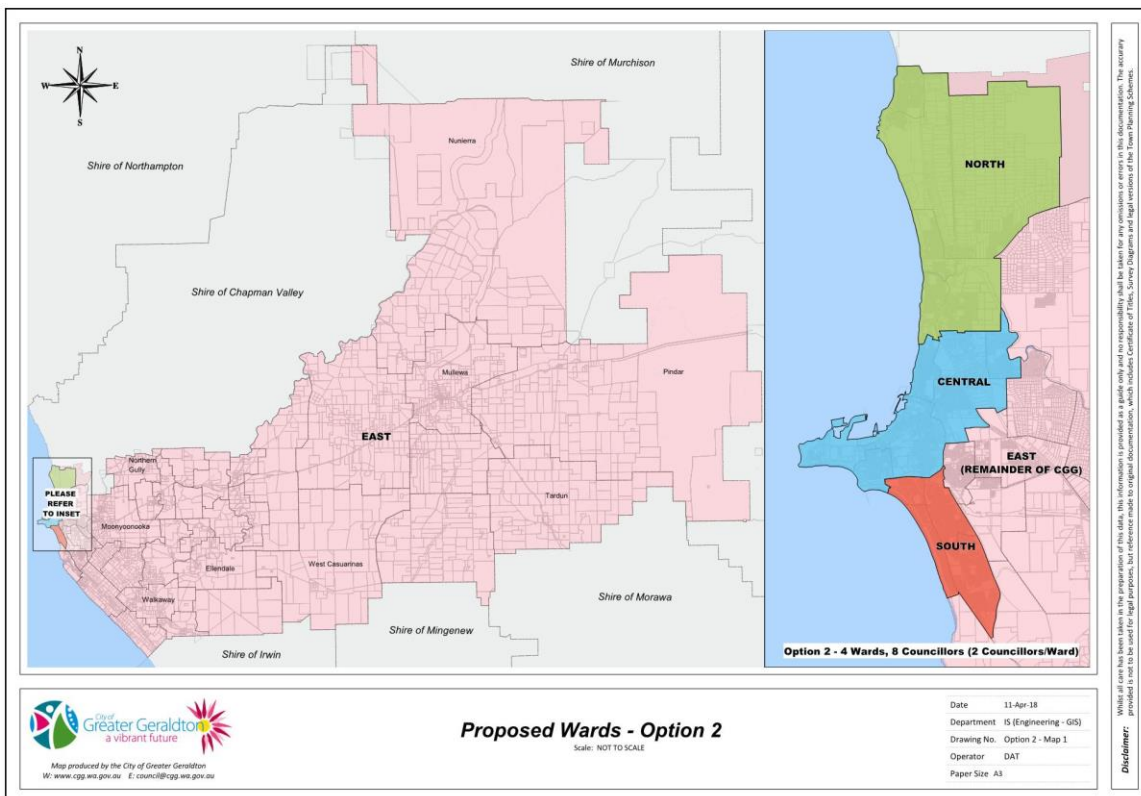 N
W E
S
Shire of Murchison
Nunierra
Shire of Northampton
Shire of Chapman Valley
Mullewa
Pindar
EAST
Northern
Gully
PLEASE
REFER
TO INSET
Moonyoonooka
Tardun
Ellendale
West Casuarinas
Walkaway
Shire of Morawa
Shire of Mingenew
Shire of Irwin
NORTH
CENTRAL
EAST
(REMAINDER OF CGG)
SOUTH
Option 2 - 4 Wards, 8 Councillors (2 Councillors/Ward)
City of
Greater Geraldton
a vibrant future
Map produced by the City of Greater Geraldton
W: www.cgg.wa.gov.au E: council@cgg.wa.gov.au
Proposed Wards - Option 2
Scale: NOT TO SCALE
Date 11-Apr-18
Department IS (Engineering - GIS)
Drawing No. Option 2 - Map 1
Operator DAT
Paper Size A3
Disclaimer: Whilst all care has been taken in the preparation of this data, this information is provided as a guide only and no responsibility shall be taken for any omissions or errors in this documentation. The accurary
provided is not to be used for legal purposes, but reference made to original documentation, which includes Certificate of Titles, Survey Diagrams and legal versions of the Town Planning Schemes.